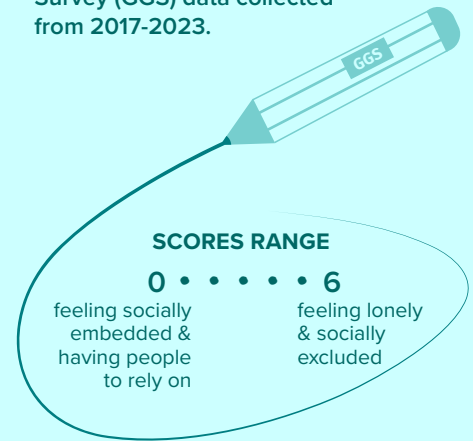 Survey (GGS) data collected
from 2017-2023.
GGS
SCORES RANGE
0 • • • • • 6
feeling socially
embedded &
having people
to rely on
feeling lonely
& socially
excluded